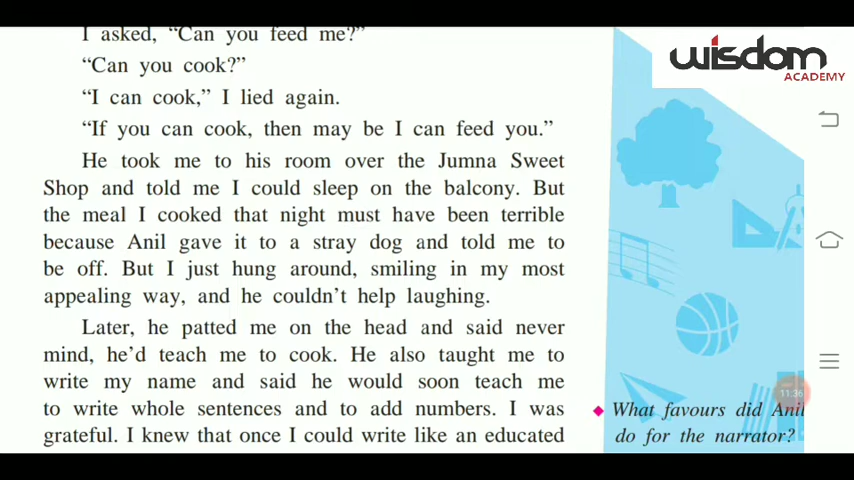 I asked, “Can you feed me?”
“Can you cook?”
“I can cook,” I lied again.
“If you can cook, then may be I can feed you.”
He took me to his room over the Jumna Sweet
Shop and told me I could sleep on the balcony. But
the meal I cooked that night must have been terrible
because Anil gave it to a stray dog and told me to
be off. But I just hung around, smiling in my most
appealing way, and he couldn’t help laughing.
Later, he patted me on the head and said never
mind, he’d teach me to cook. He also taught me to
write my name and said he would soon teach me
to write whole sentences and to add numbers. I was
grateful. I knew that once I could write like an educated
wisdom
ACADEMY
11:36
What favours did Anil
do for the narrator?